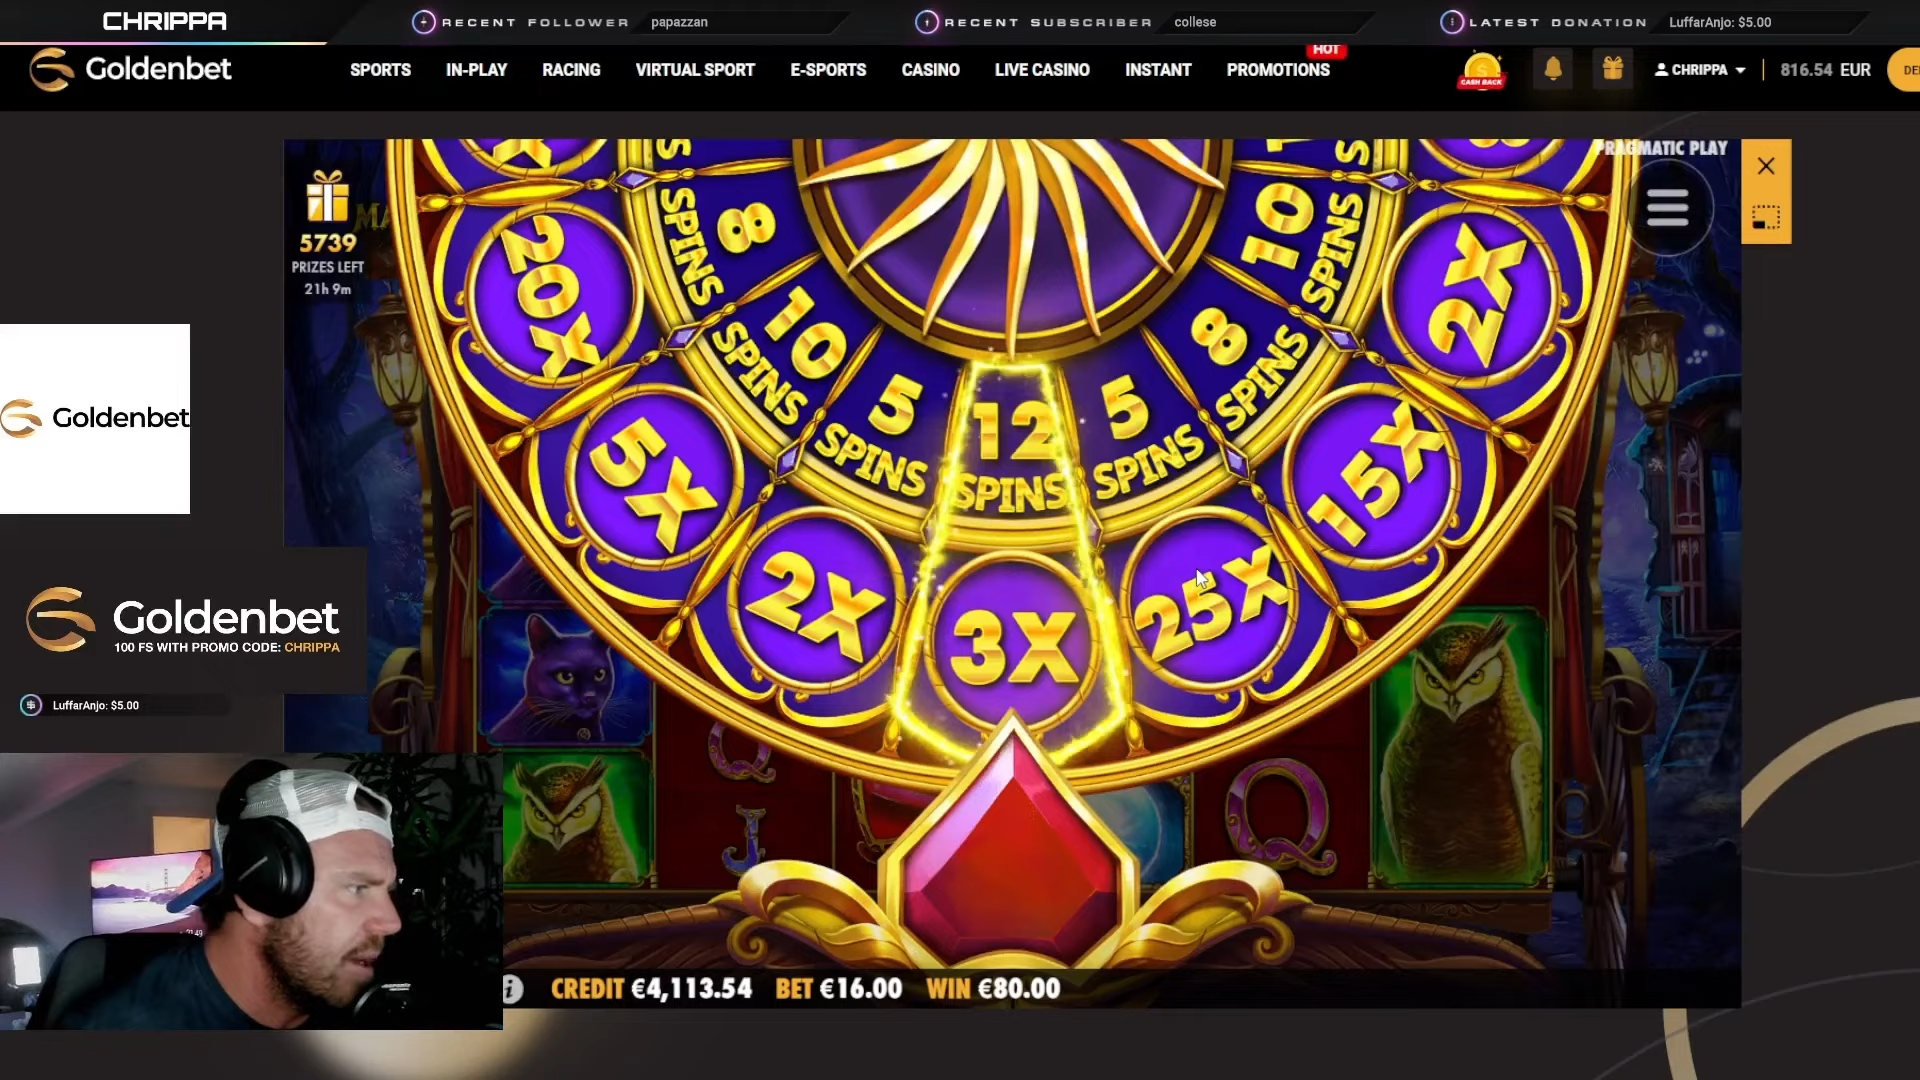 CHRIPPA
RECENT FOLLOWER papazzan
RECENT SUBSCRIBER collese
LATEST DONATION LuffarAnjo: $5.00
Goldenbet
SPORTS
IN-PLAY
RACING
VIRTUAL SPORT
E-SPORTS
CASINO
LIVE CASINO
INSTANT
PROMOTIONS
HOT
CASH BACK
CHRIPPA
816.54 EUR
PRAGMATIC PLAY
5739
PRIZES LEFT
21h 9m
8
SPINS
10
SPINS
5
SPINS
12
SPINS
5
SPINS
8
SPINS
10
SPINS
20X
5X
2X
3X
25X
15X
2X
Goldenbet
Goldenbet
100 FS WITH PROMO CODE: CHRIPPA
LuffarAnjo: $5.00
Q
J
Q
CREDIT €4,113.54 BET €16.00 WIN €80.00